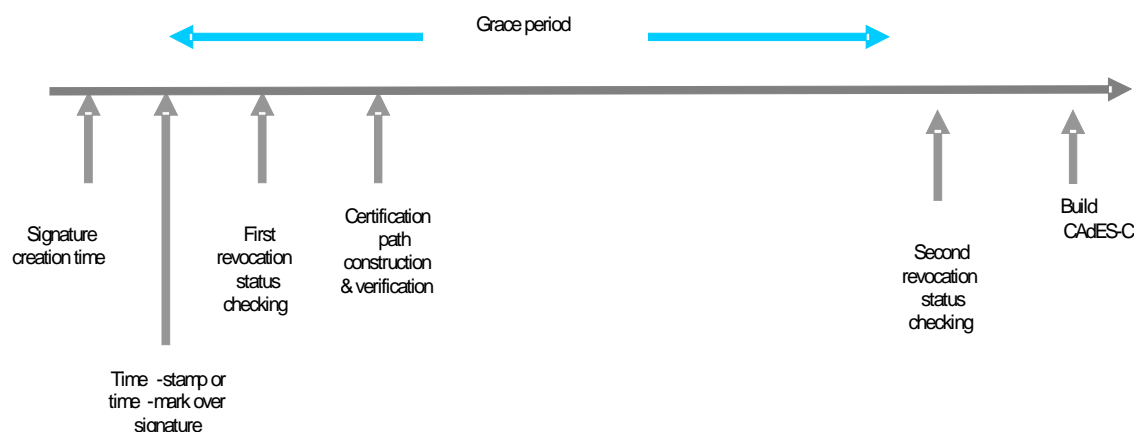 Grace period
Signature
creation time
Time -stamp or
time -mark over
signature
First
revocation
status
checking
Certification
path
construction
& verification
Second
revocation
status
checking
Build
CAdES-C